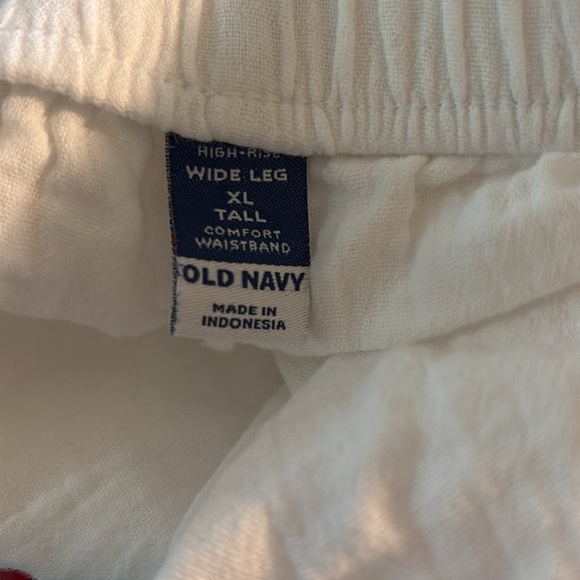 HIGH-RISE
WIDE LEG
XL
TALL
COMFORT
WAISTBAND
OLD NAVY
MADE IN
INDONESIA